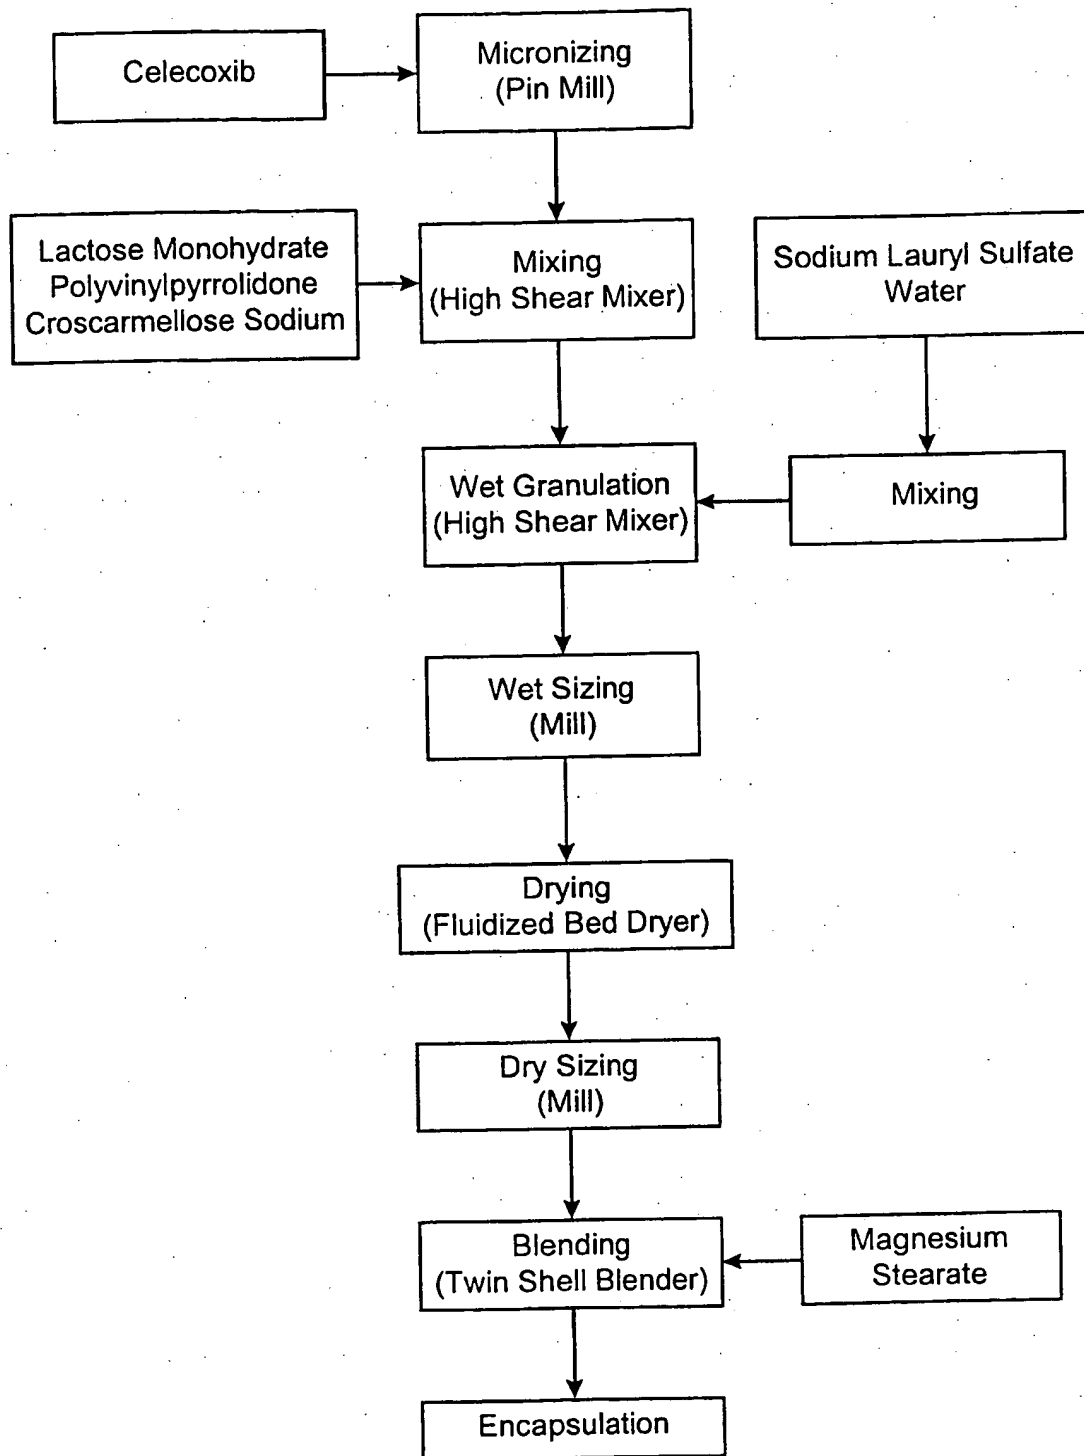 Celecoxib
Micronizing
(Pin Mill)
Lactose Monohydrate
Polyvinylpyrrolidone
Croscarmellose Sodium
Mixing
(High Shear Mixer)
Sodium Lauryl Sulfate
Water
Wet Granulation
(High Shear Mixer)
Mixing
Wet Sizing
(Mill)
Drying
(Fluidized Bed Dryer)
Dry Sizing
(Mill)
Blending
(Twin Shell Blender)
Magnesium
Stearate
Encapsulation